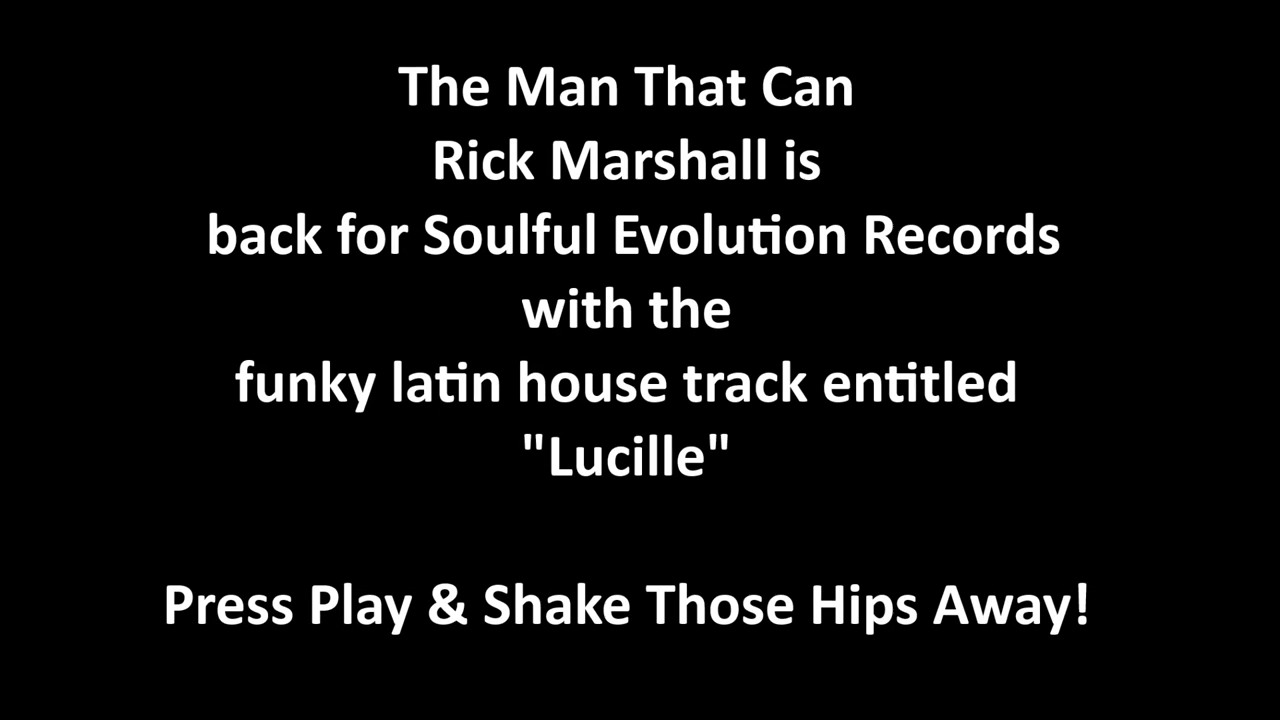 The Man That Can
Rick Marshall is
back for Soulful Evolution Records
with the
funky latin house track entitled
"Lucille"
Press Play & Shake Those Hips Away!